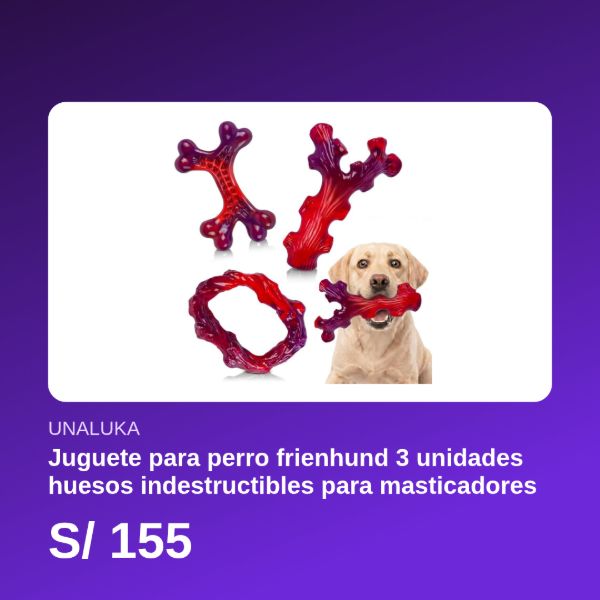 UNALUKA
Juguete para perro frienhund 3 unidades
huesos indestructibles para masticadores
S/ 155